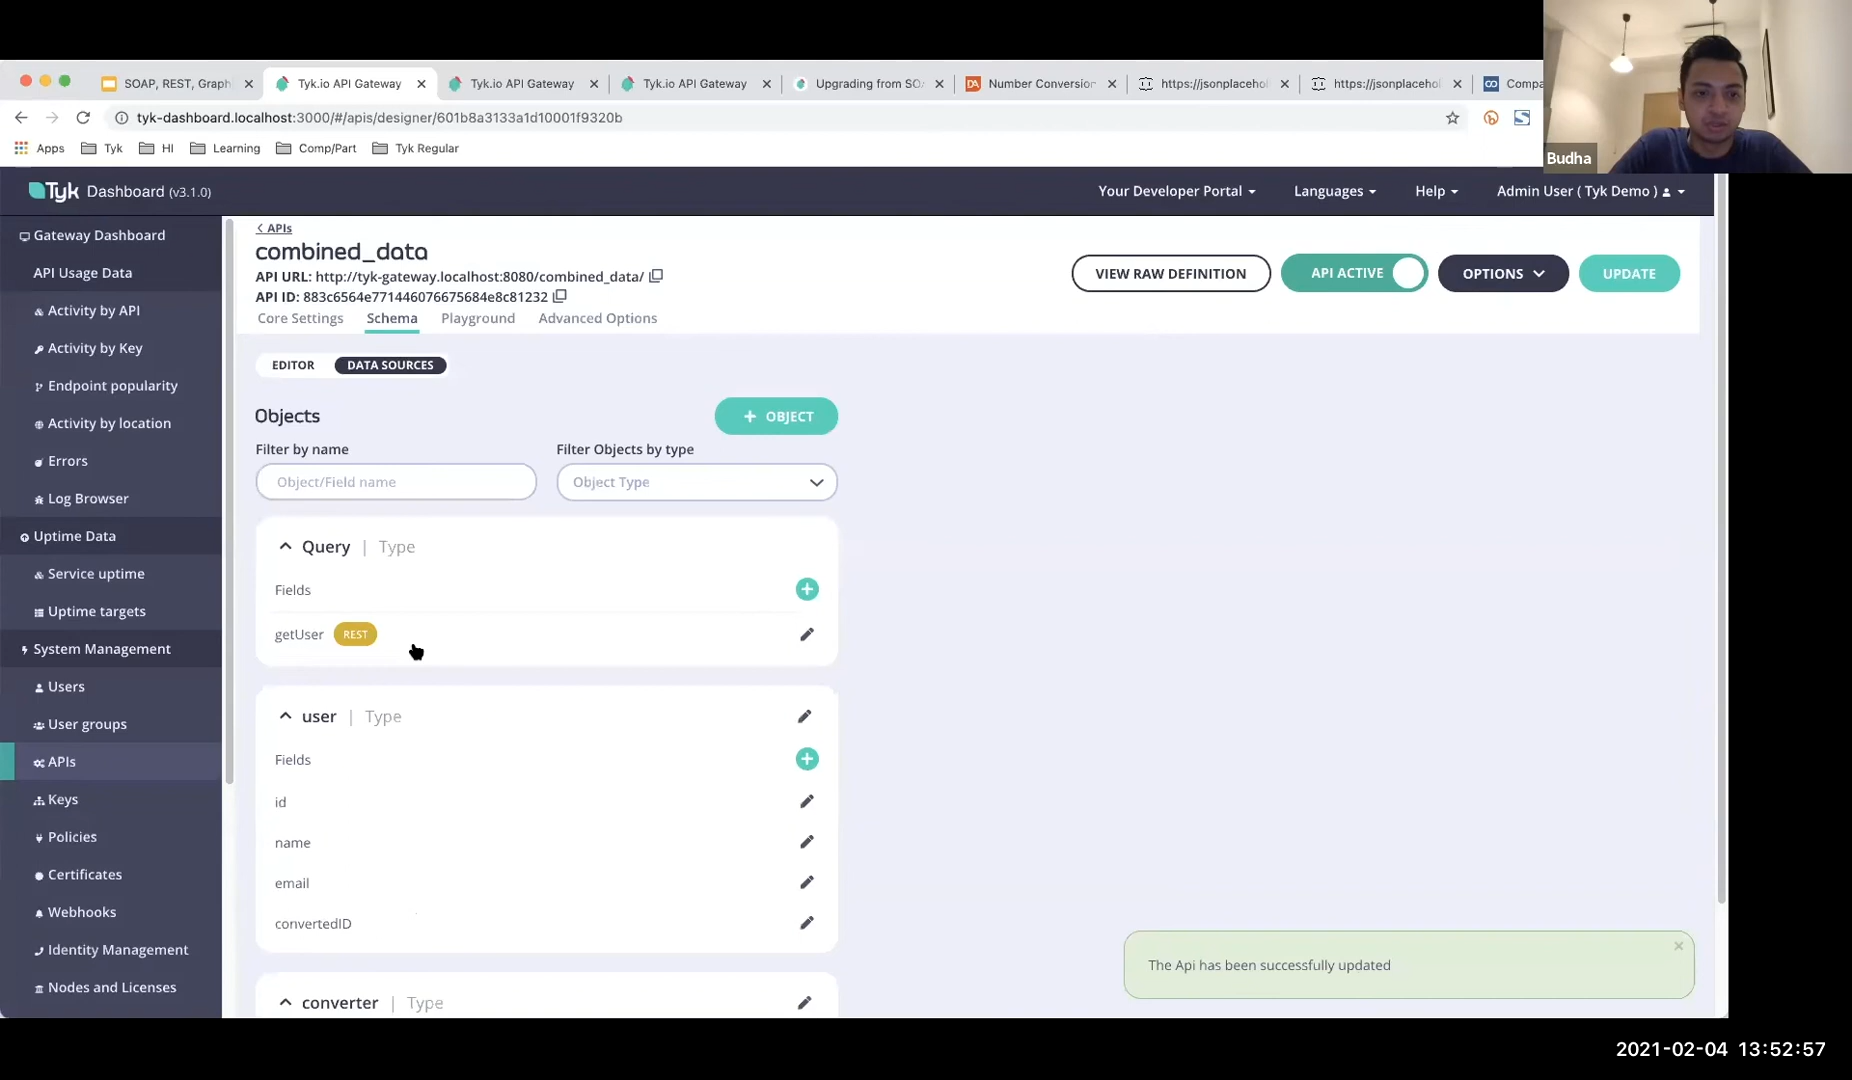 SOAP, REST, Graph
Tyk.io API Gateway
Tyk.io API Gateway
Tyk.io API Gateway
Upgrading from SO
Number Conversion
https://jsonplaceho
https://jsonplaceho
Compa
tyk-dashboard.localhost:3000/#/apis/designer/601b8a3133a1d10001f9320b
Apps
Tyk
HI
Learning
Comp/Part
Tyk Regular
Budha
Tyk Dashboard (v3.1.0)
Your Developer Portal
Languages
Help
Admin User ( Tyk Demo )
Gateway Dashboard
API Usage Data
Activity by API
Activity by Key
Endpoint popularity
Activity by location
Errors
Log Browser
Uptime Data
Service uptime
Uptime targets
System Management
Users
User groups
APIs
Keys
Policies
Certificates
Webhooks
Identity Management
Nodes and Licenses
< APIs
combined_data
API URL: http://tyk-gateway.localhost:8080/combined_data/
API ID: 883c6564e771446076675684e8c81232
VIEW RAW DEFINITION
API ACTIVE
OPTIONS
UPDATE
Core Settings
Schema
Playground
Advanced Options
EDITOR
DATA SOURCES
Objects
+ OBJECT
Filter by name
Filter Objects by type
Object/Field name
Object Type
Query | Type
Fields
getUser REST
user | Type
Fields
id
name
email
convertedID
converter | Type
The Api has been successfully updated
×
2021-02-04 13:52:57